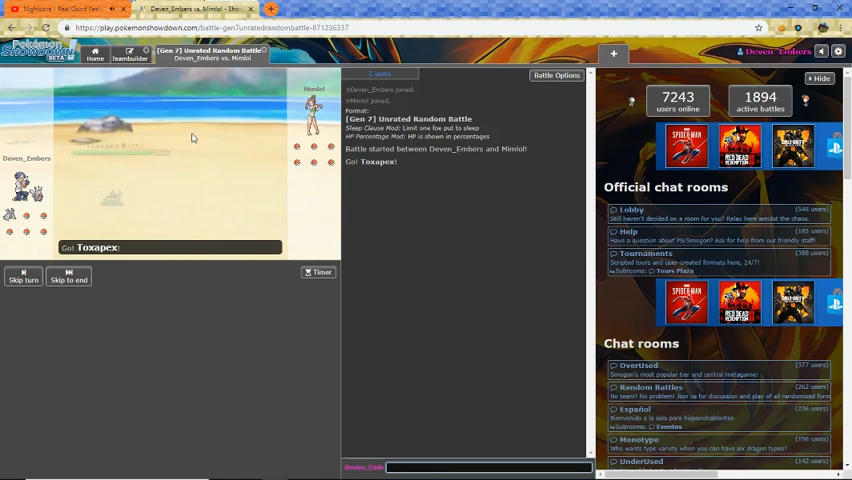 Nightcore - Real Good Feel
Deven_Embers vs. Mimlol - Sho
https://play.pokemonshowdown.com/battle-gen7unratedrandombattle-871236337
Pokémon
SHOWDOWN
BETA
Home
Teambuilder
[Gen 7] Unrated Random Battle
Deven_Embers vs. Mimlol
Deven_Embers
Hide
2 users
Battle Options
☆Deven_Embers joined.
☆Mimlol joined.
Format:
[Gen 7] Unrated Random Battle
Sleep Clause Mod: Limit one foe put to sleep
HP Percentage Mod: HP is shown in percentages
Battle started between Deven_Embers and Mimlol!
Go! Toxapex!
Mimlol
Toxapex
Deven_Embers
Go! Toxapex!
Skip turn
Skip to end
Timer
Deven_Emb
7243
users online
1894
active battles
SPIDER-MAN
Official chat rooms
Lobby
(548 users)
Still haven't decided on a room for you? Relax here amidst the chaos.
Help
(185 users)
Have a question about PS/Smogon? Ask for help from our friendly staff!
Tournaments
(388 users)
Scripted tours and user-created formats here, 24/7!
Subrooms: Tours Plaza
SPIDER-MAN
Chat rooms
OverUsed
(377 users)
Smogon's most popular tier and central metagame!
Random Battles
(262 users)
No team? No problem! Join us for discussion and play of all randomized form
Español
(236 users)
Bienvenido a la sala para hispanohablantes
Subrooms: Eventos
Monotype
(198 users)
Who wants type variety when you can have six dragon types?
UnderUsed
(142 users)